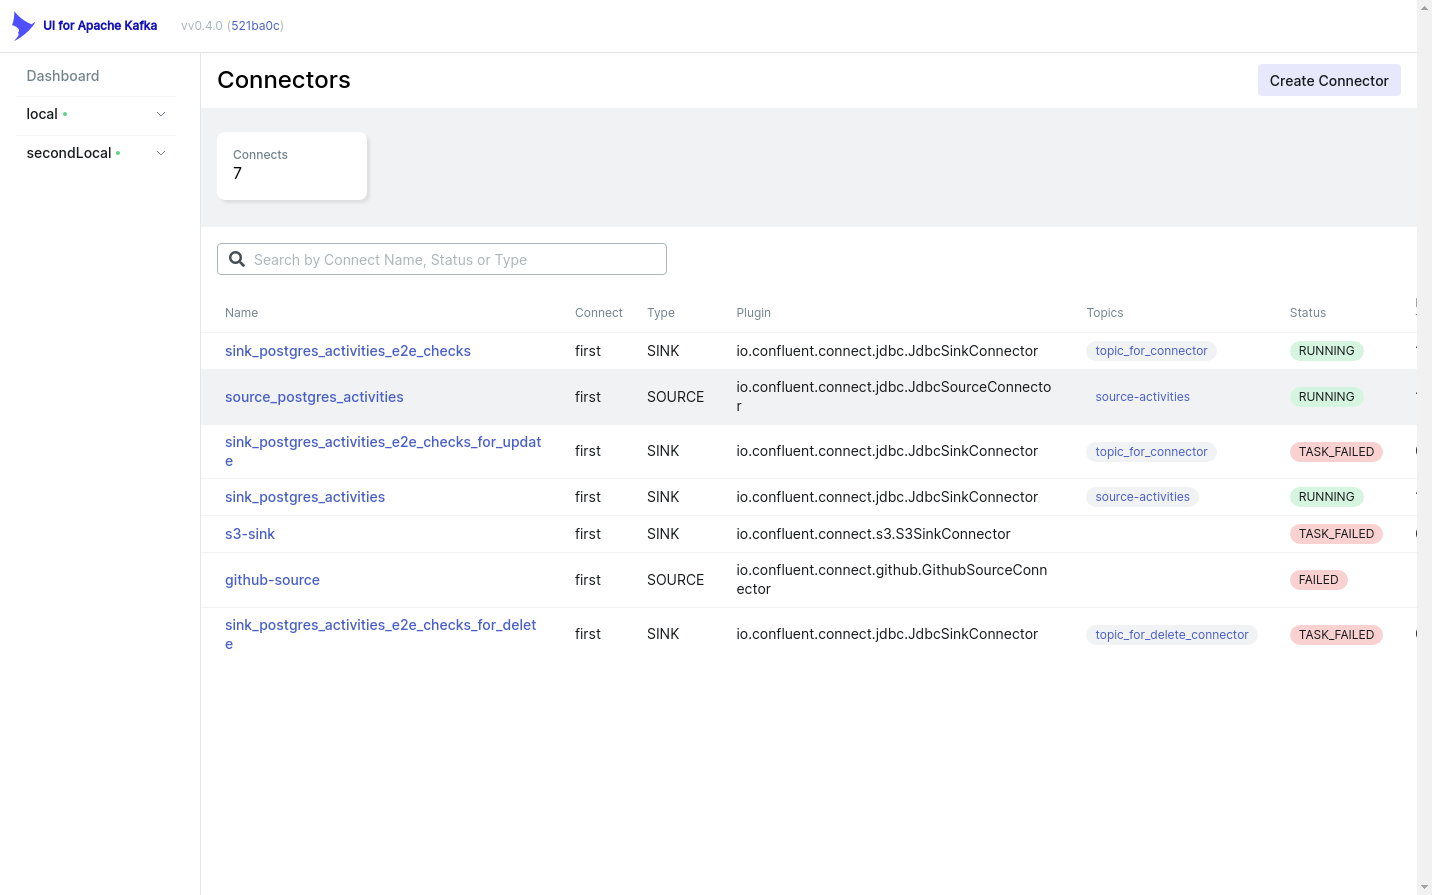 UI for Apache Kafka vv0.4.0 (521ba0c)
Dashboard
local
secondLocal
Connectors
Create Connector
Connects
7
Search by Connect Name, Status or Type
Name Connect Type Plugin Topics Status
sink_postgres_activities_e2e_checks first SINK io.confluent.connect.jdbc.JdbcSinkConnector topic_for_connector RUNNING
source_postgres_activities first SOURCE io.confluent.connect.jdbc.JdbcSourceConnecto
r source-activities RUNNING
sink_postgres_activities_e2e_checks_for_updat
e first SINK io.confluent.connect.jdbc.JdbcSinkConnector topic_for_connector TASK_FAILED
sink_postgres_activities first SINK io.confluent.connect.jdbc.JdbcSinkConnector source-activities RUNNING
s3-sink first SINK io.confluent.connect.s3.S3SinkConnector TASK_FAILED
github-source first SOURCE io.confluent.connect.github.GithubSourceConn
ector FAILED
sink_postgres_activities_e2e_checks_for_delet
e first SINK io.confluent.connect.jdbc.JdbcSinkConnector topic_for_delete_connector TASK_FAILED